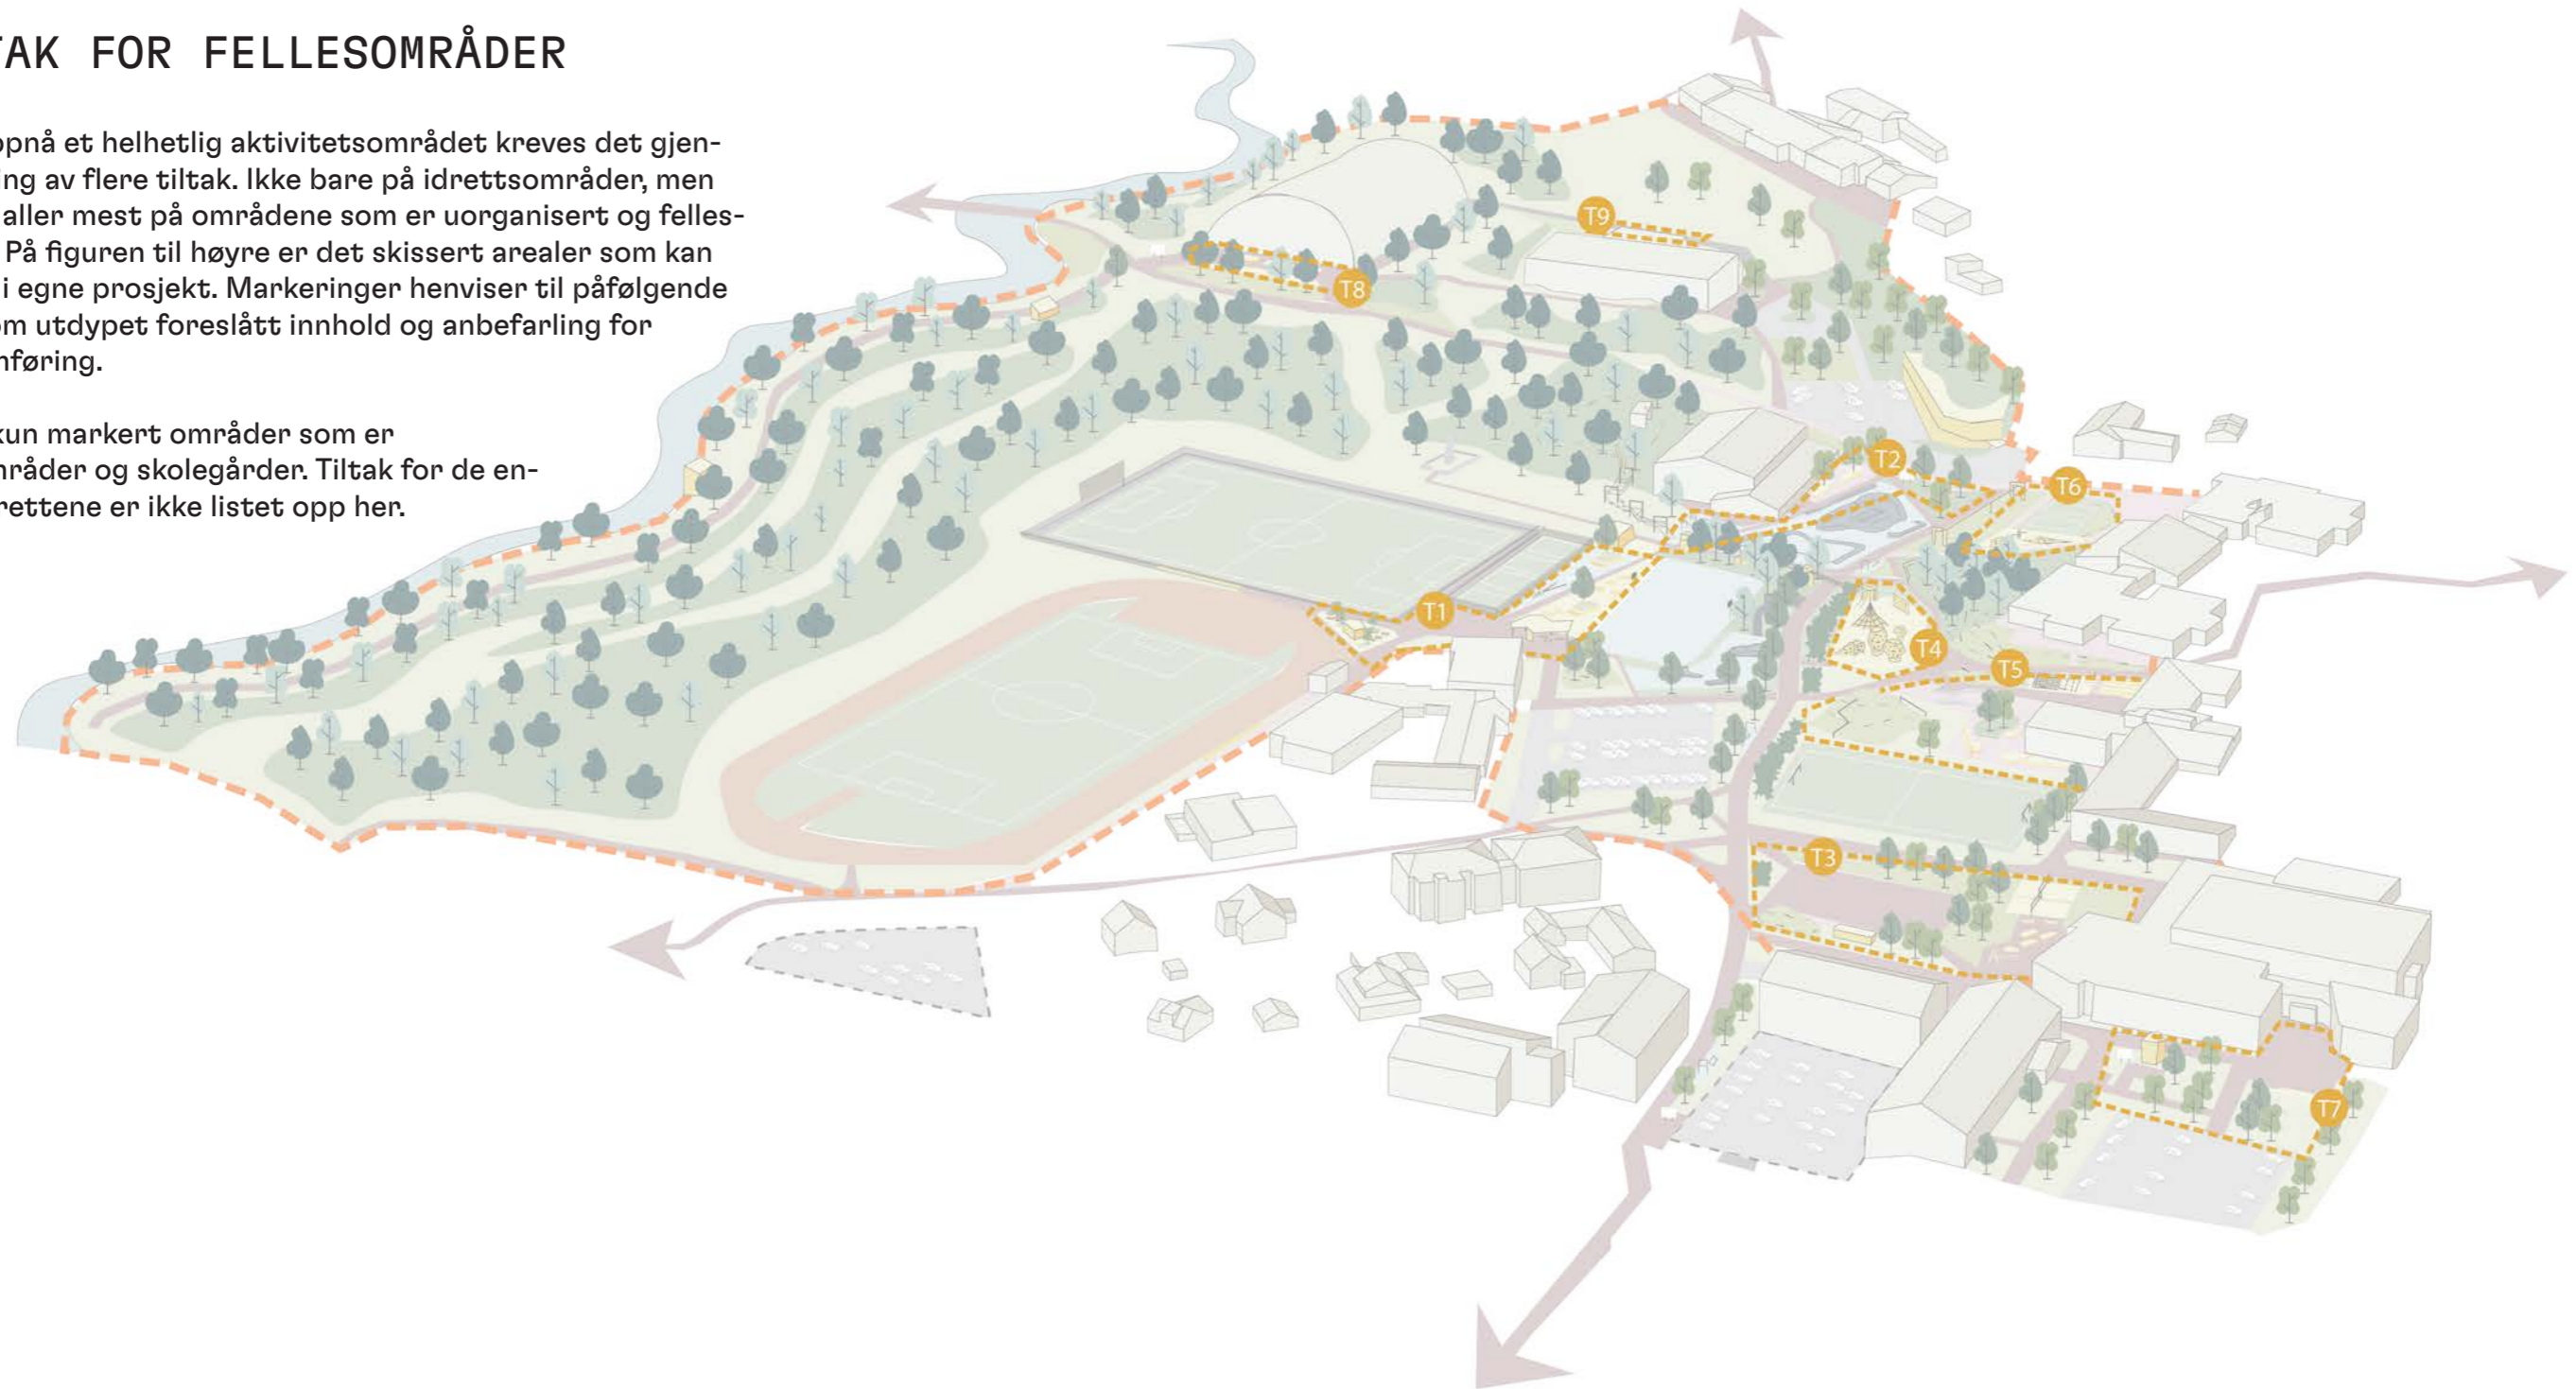 TAK FOR FELLESOMRÅDER
ppnå et helhetlig aktivitetsområdet kreves det gjen-
ing av flere tiltak. Ikke bare på idrettsområder, men
aller mest på områdene som er uorganisert og felles-
På figuren til høyre er det skissert arealer som kan
i egne prosjekt. Markeringer henviser til påfølgende
om utdypet foreslått innhold og anbefarling for
nføring.
kun markert områder som er
mråder og skolegårder. Tiltak for de en-
rettene er ikke listet opp her.
T9
T8
T2
T6
T1
T4
T5
T3
T7